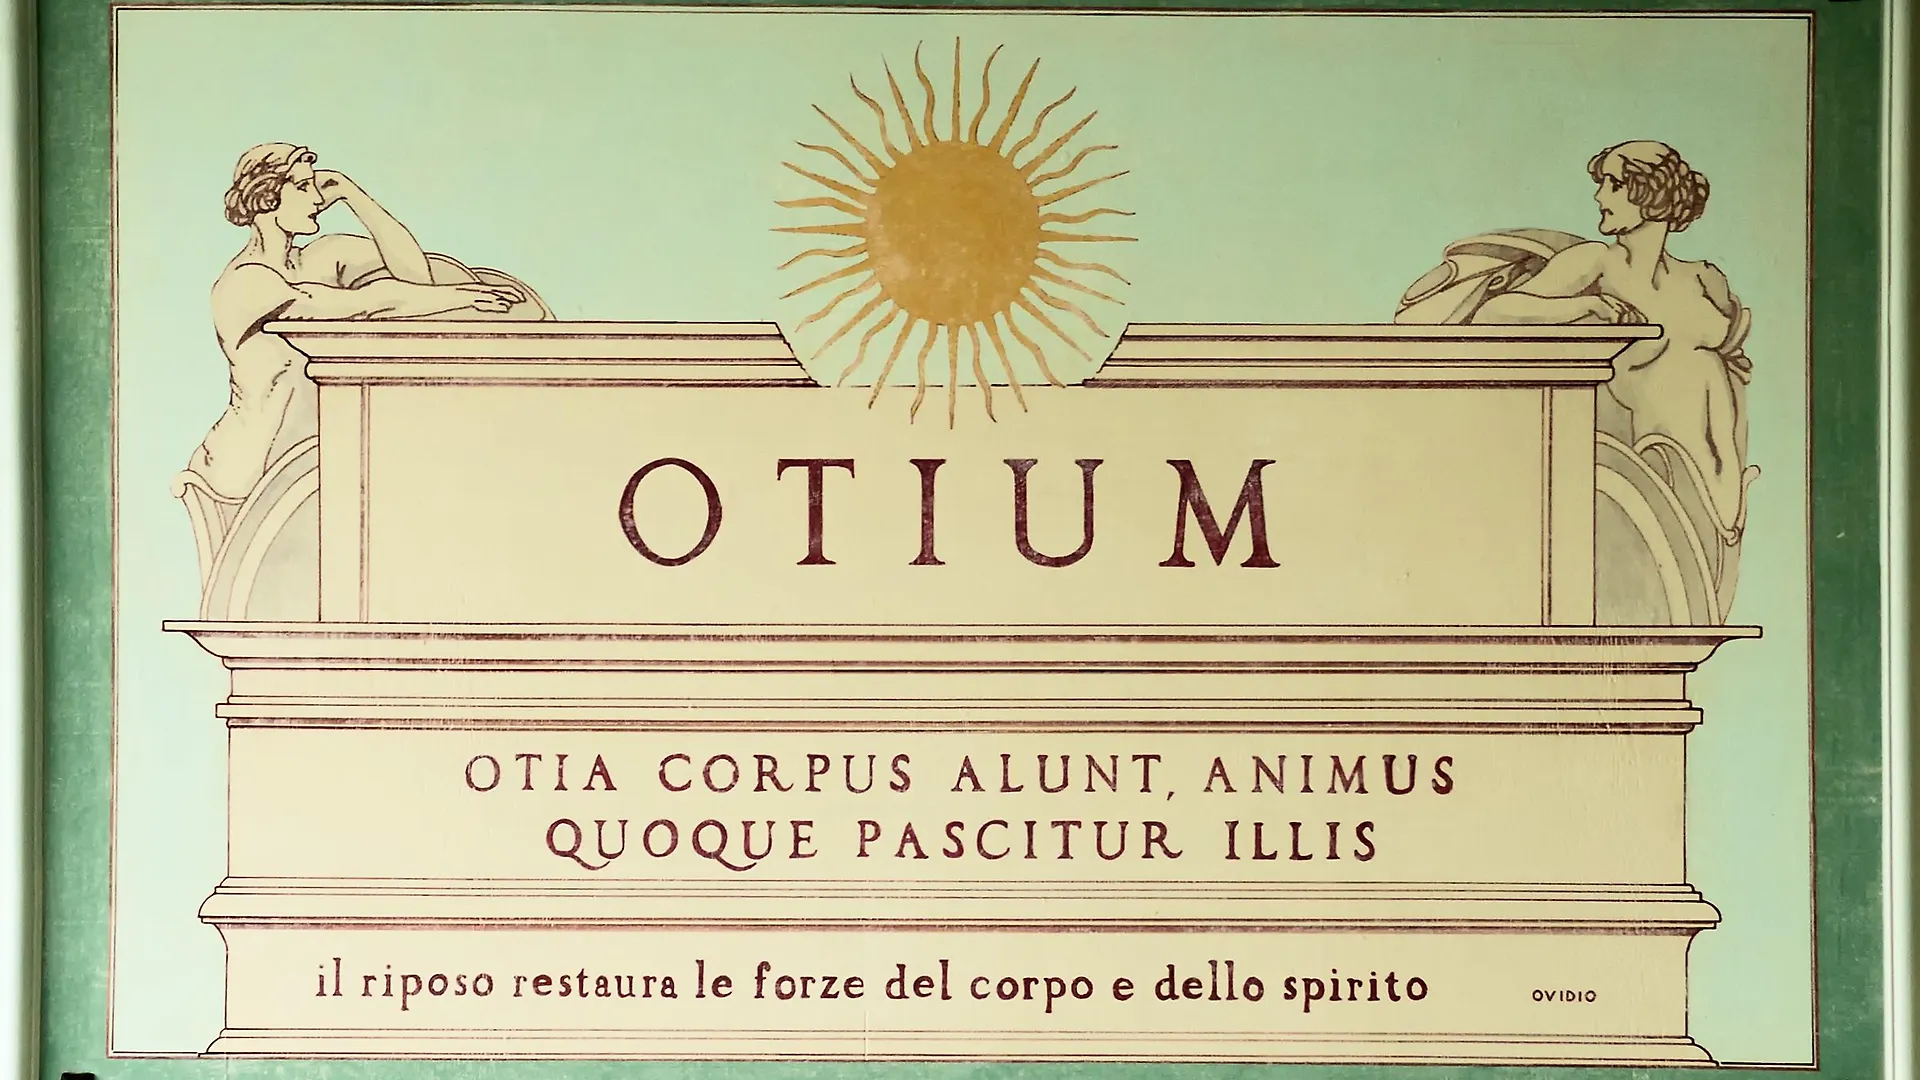 OTIUM
OTIA CORPUS ALUNT, ANIMUS
QUOQUE PASCITUR ILLIS
il riposo restaura le forze del corpo e dello spirito
OVIDIO